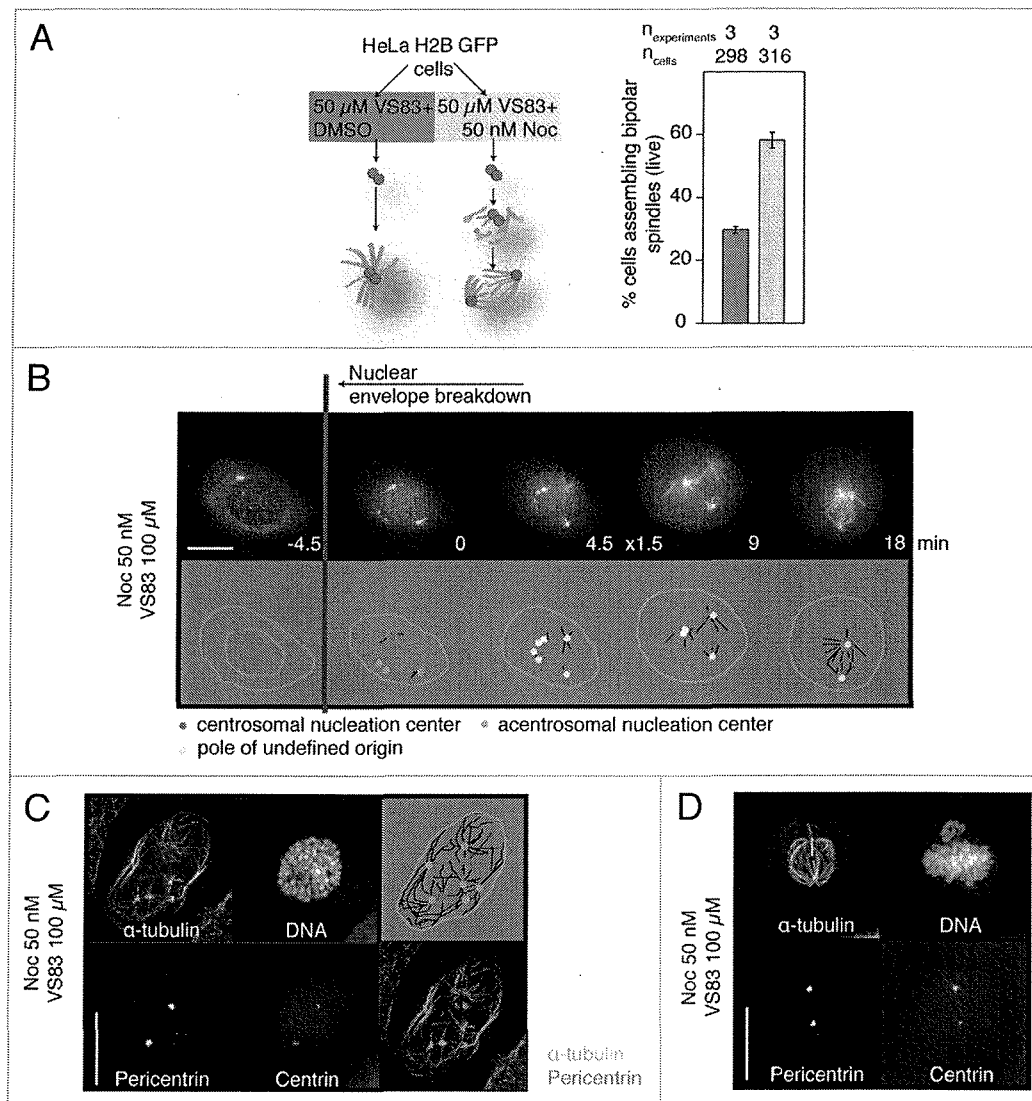 A
HeLa H2B GFP
cells
50 µM VS83+
DMSO
50 µM VS83+
50 nM Noc
n experiments 3 3
n cells 298 316
% cells assembling bipolar
spindles (live)
60
40
20
0
B
Nuclear
envelope breakdown
Noc 50 nM
VS83 100 µM
-4.5 0 4.5 x1.5 9 18 min
centrosomal nucleation center
acentrosomal nucleation center
pole of undefined origin
C
Noc 50 nM
VS83 100 µM
α-tubulin
DNA
Pericentrin
Centrin
α-tubulin
Pericentrin
D
Noc 50 nM
VS83 100 µM
α-tubulin
DNA
Pericentrin
Centrin